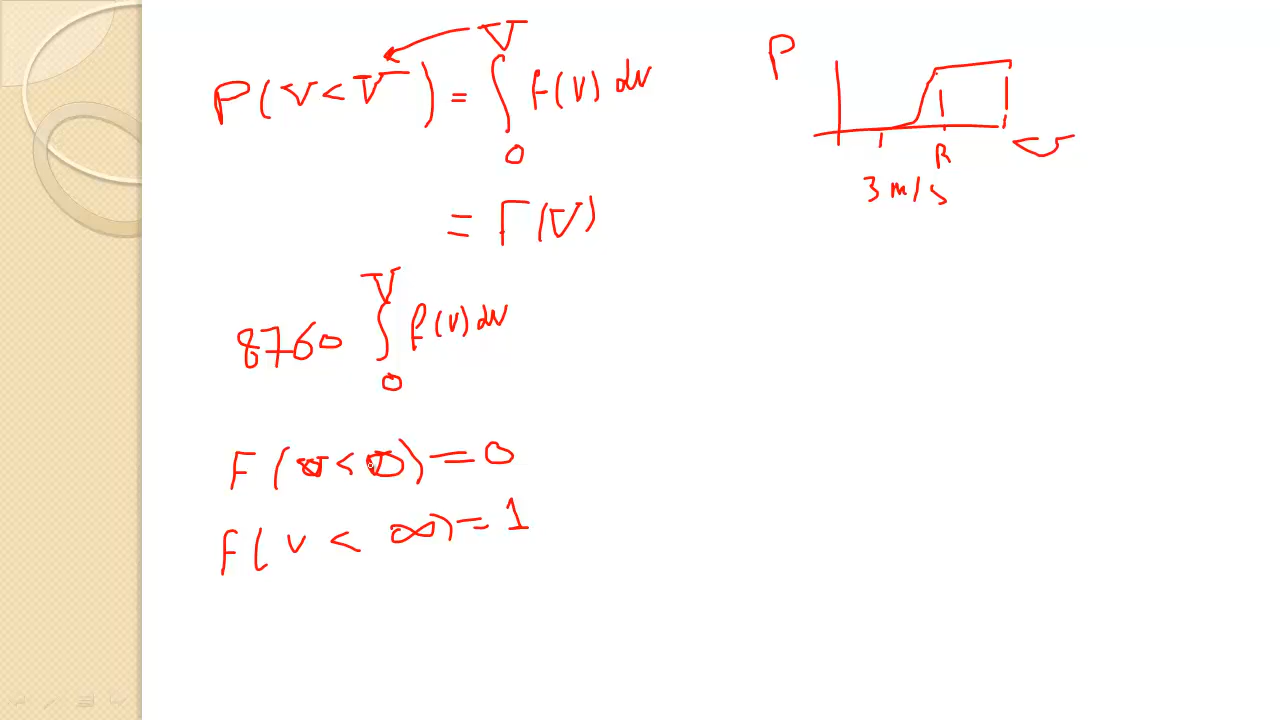 P(v < V) = ∫₀^V f(v) dv
= F(V)
8760 ∫₀^V f(v) dv
F(v < 0) = 0
F(v < ∞) = 1
P
R
v
3 m/s